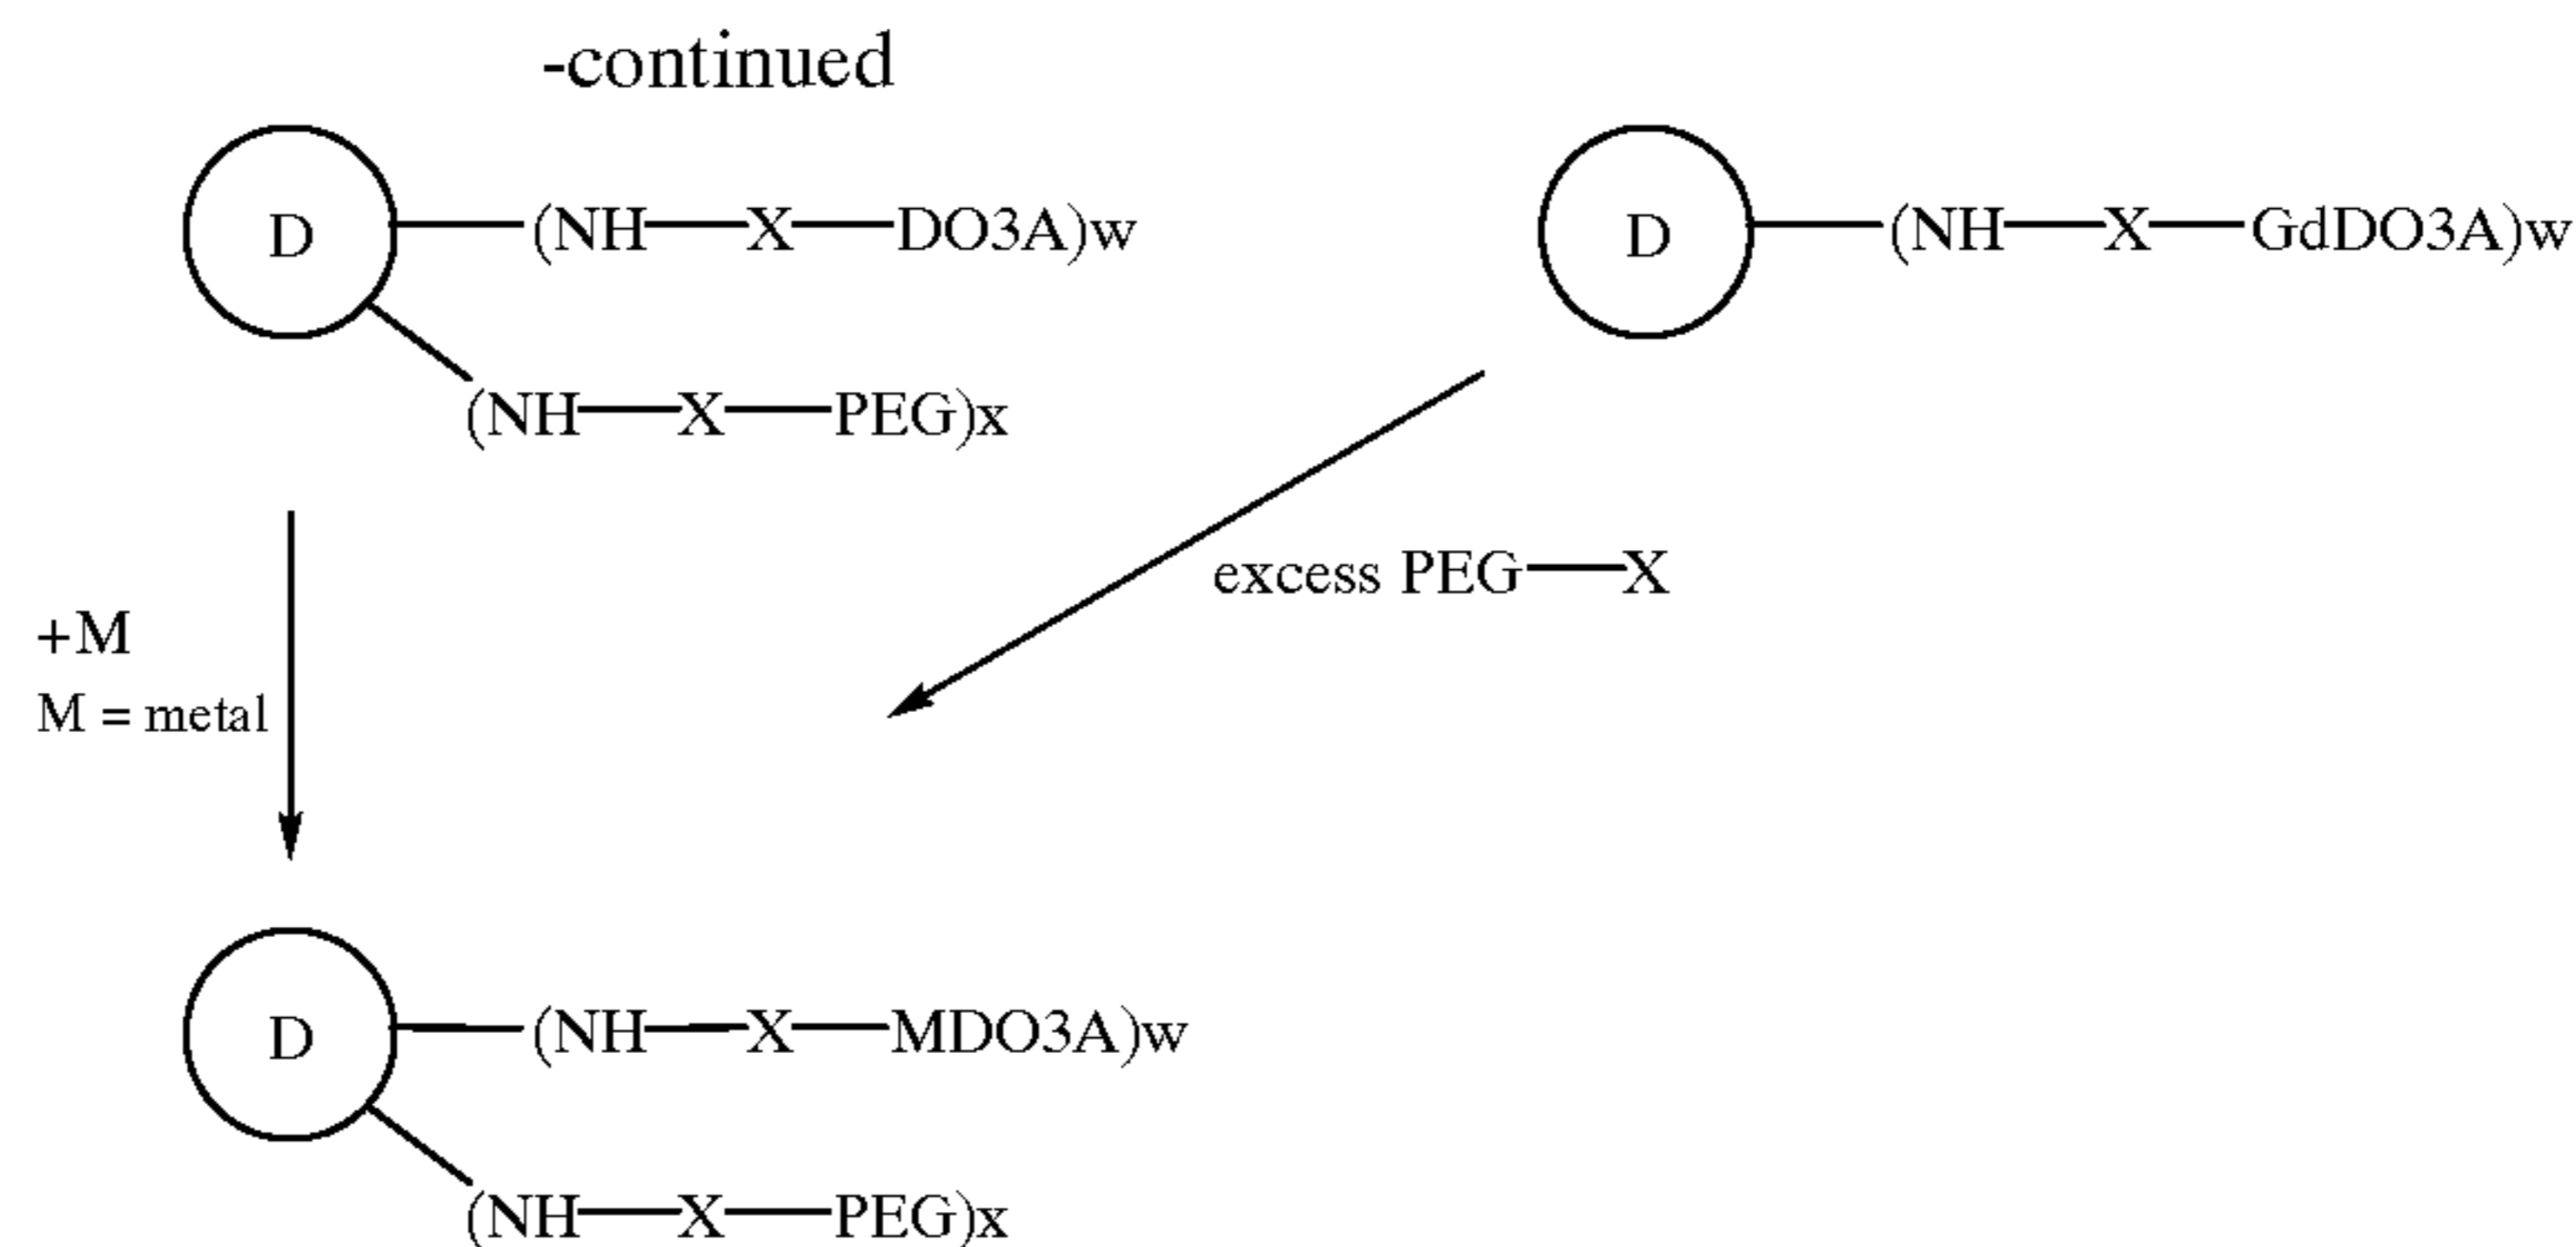 -continued
D —(NH—X—DO3A)w
D —(NH—X—GdDO3A)w
(NH—X—PEG)x
excess PEG—X
+M
M = metal
D —(NH—X—MDO3A)w
(NH—X—PEG)x